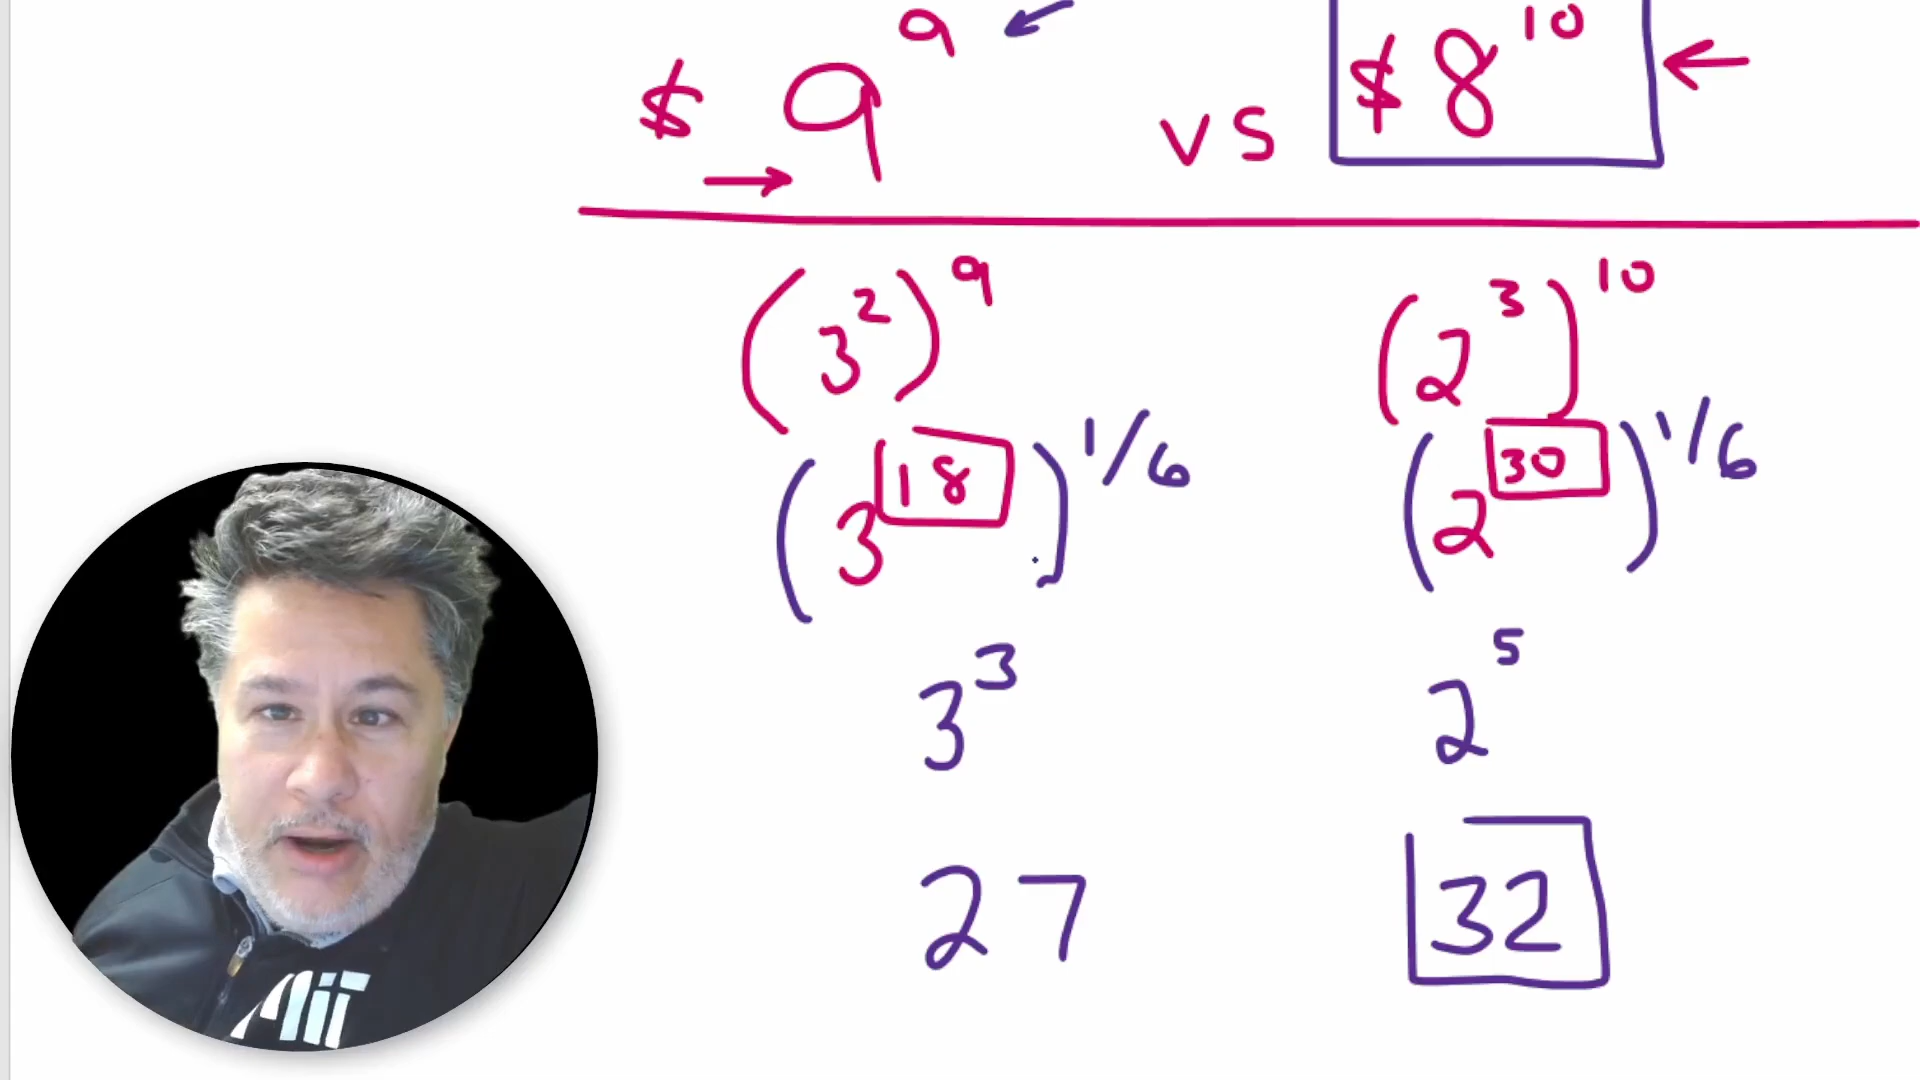 $ 9^9 vs $ 8^10
(3^2)^9 (2^3)^10
(3^18)^1/6 (2^30)^1/6
3^3 2^5
27 32
MIT